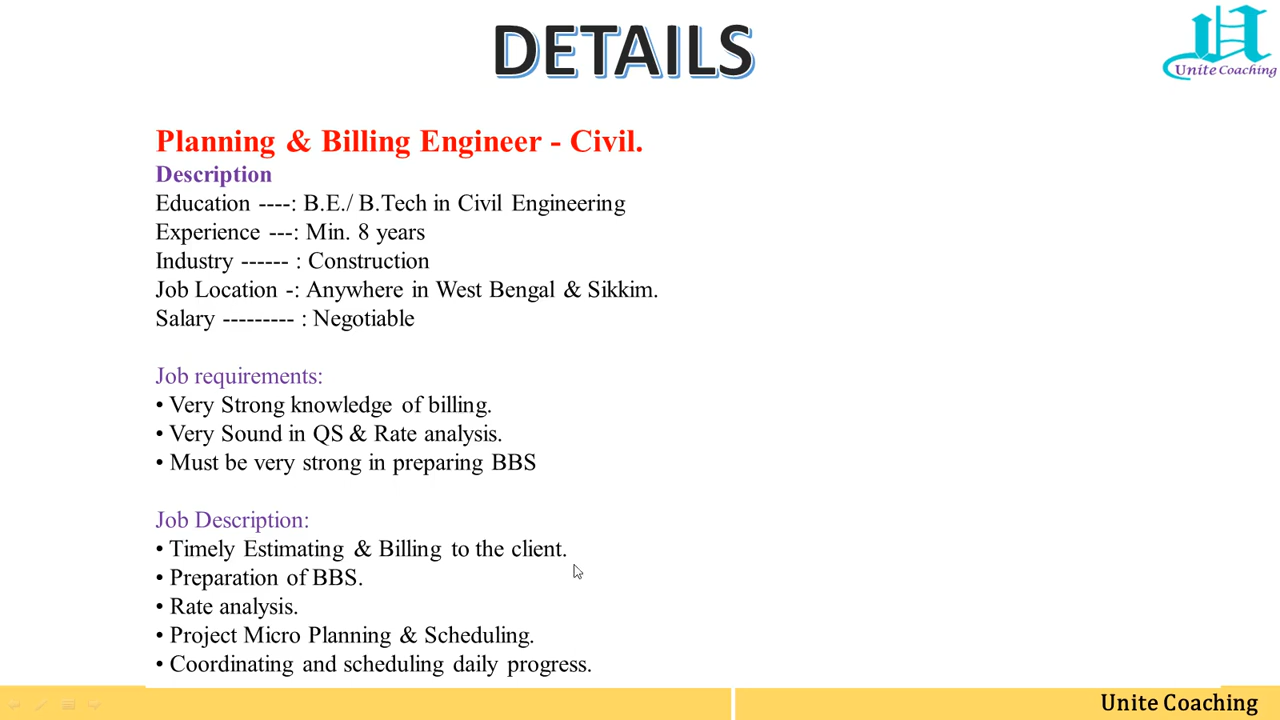 DETAILS
Unite Coaching
Planning & Billing Engineer - Civil.
Description
Education ----: B.E./ B.Tech in Civil Engineering
Experience ---: Min. 8 years
Industry ------ : Construction
Job Location -: Anywhere in West Bengal & Sikkim.
Salary --------- : Negotiable
Job requirements:
• Very Strong knowledge of billing.
• Very Sound in QS & Rate analysis.
• Must be very strong in preparing BBS
Job Description:
• Timely Estimating & Billing to the client.
• Preparation of BBS.
• Rate analysis.
• Project Micro Planning & Scheduling.
• Coordinating and scheduling daily progress.
Unite Coaching